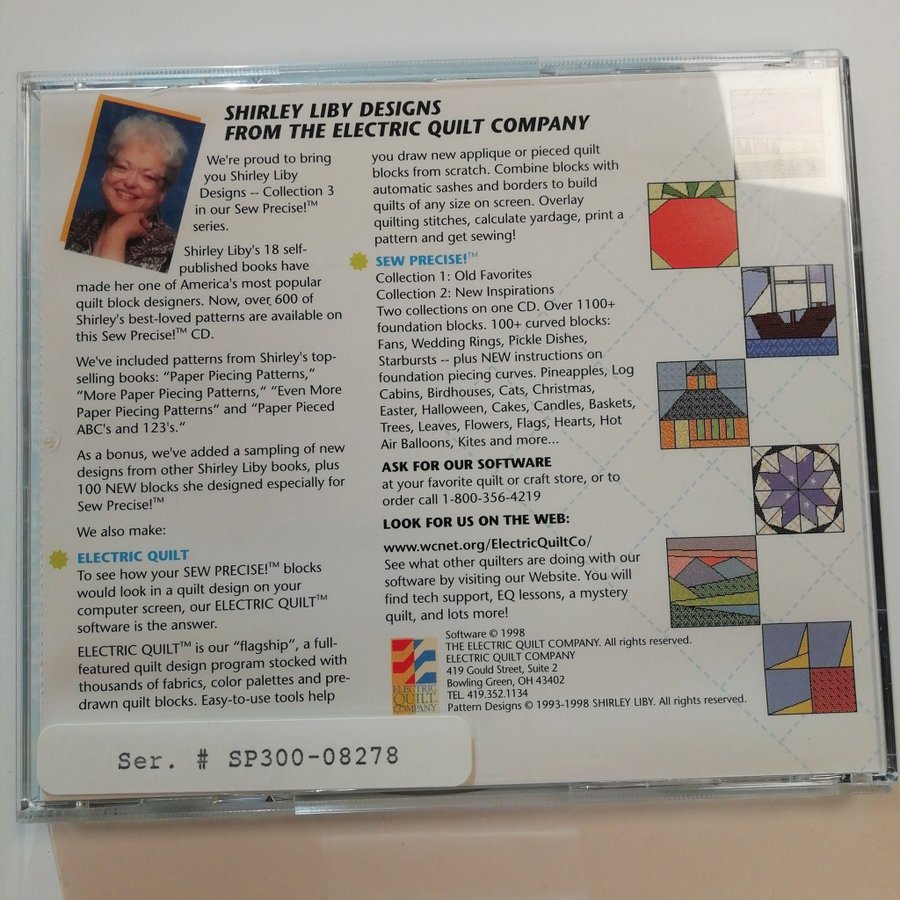 SHIRLEY LIBY DESIGNS
FROM THE ELECTRIC QUILT COMPANY
We're proud to bring
you Shirley Liby
Designs -- Collection 3
in our Sew Precise!™
series.
Shirley Liby's 18 self-
published books have
made her one of America's most popular
quilt block designers. Now, over 600 of
Shirley's best-loved patterns are available on
this Sew Precise!™ CD.
We've included patterns from Shirley's top-
selling books: "Paper Piecing Patterns,"
"More Paper Piecing Patterns," "Even More
Paper Piecing Patterns" and "Paper Pieced
ABC's and 123's."
As a bonus, we've added a sampling of new
designs from other Shirley Liby books, plus
100 NEW blocks she designed especially for
Sew Precise!™
We also make:
ELECTRIC QUILT
To see how your SEW PRECISE!™ blocks
would look in a quilt design on your
computer screen, our ELECTRIC QUILT™
software is the answer.
ELECTRIC QUILT™ is our "flagship", a full-
featured quilt design program stocked with
thousands of fabrics, color palettes and pre-
drawn quilt blocks. Easy-to-use tools help
you draw new applique or pieced quilt
blocks from scratch. Combine blocks with
automatic sashes and borders to build
quilts of any size on screen. Overlay
quilting stitches, calculate yardage, print a
pattern and get sewing!
SEW PRECISE!™
Collection 1: Old Favorites
Collection 2: New Inspirations
Two collections on one CD. Over 1100+
foundation blocks. 100+ curved blocks:
Fans, Wedding Rings, Pickle Dishes,
Starbursts -- plus NEW instructions on
foundation piecing curves. Pineapples, Log
Cabins, Birdhouses, Cats, Christmas,
Easter, Halloween, Cakes, Candles, Baskets,
Trees, Leaves, Flowers, Flags, Hearts, Hot
Air Balloons, Kites and more...
ASK FOR OUR SOFTWARE
at your favorite quilt or craft store, or to
order call 1-800-356-4219
LOOK FOR US ON THE WEB:
www.wcnet.org/ElectricQuiltCo/
See what other quilters are doing with our
software by visiting our Website. You will
find tech support, EQ lessons, a mystery
quilt, and lots more!
ELECTRIC
QUILT
COMPANY
Software © 1998
THE ELECTRIC QUILT COMPANY. All rights reserved.
ELECTRIC QUILT COMPANY
419 Gould Street, Suite 2
Bowling Green, OH 43402
TEL. 419.352.1134
Pattern Designs © 1993-1998 SHIRLEY LIBY. All rights reserved.
Ser. # SP300-08278